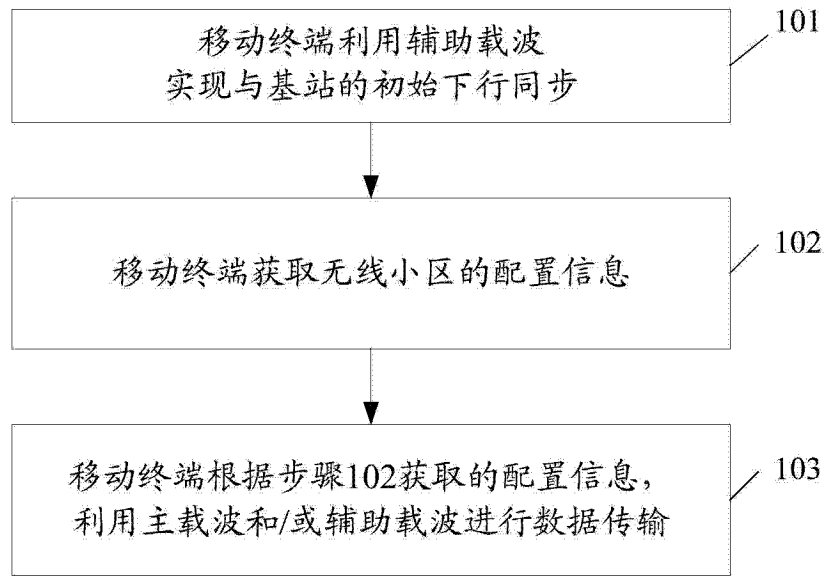 移动终端利用辅助载波
实现与基站的初始下行同步
101
移动终端获取无线小区的配置信息
102
移动终端根据步骤102获取的配置信息,
利用主载波和/或辅助载波进行数据传输
103